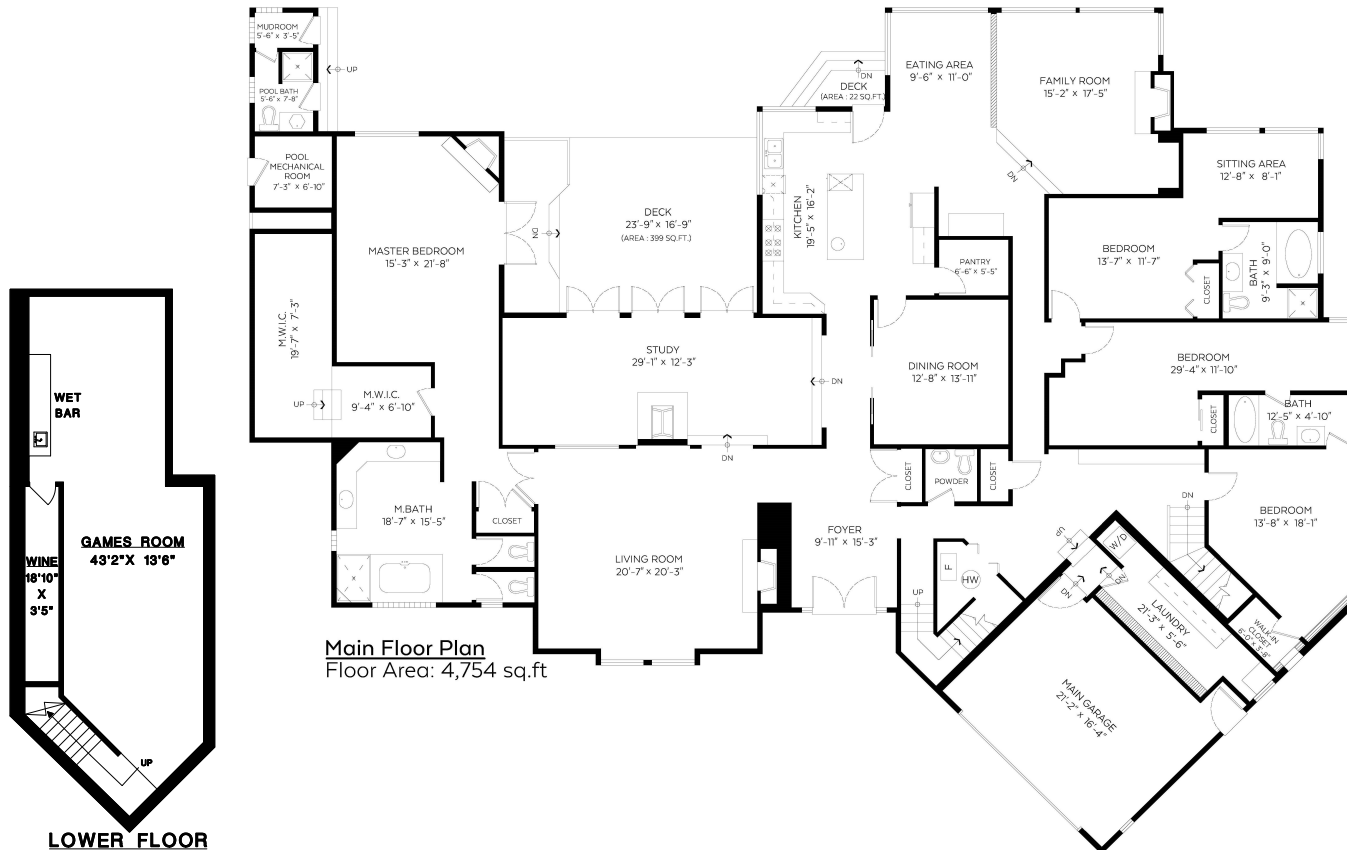 MUDROOM
5'-6" x 3'-5"
UP
POOL BATH
5'-6" x 7'-8"
POOL
MECHANICAL
ROOM
7'-3" x 6'-10"
MASTER BEDROOM
15'-3" x 21'-8"
DN
DECK
23'-9" x 16'-9"
(AREA : 399 SQ.FT.)
DN
DECK
(AREA : 22 SQ.FT.)
EATING AREA
9'-6" x 11'-0"
FAMILY ROOM
15'-2" x 17'-5"
DN
SITTING AREA
12'-8" x 8'-1"
KITCHEN
19'-5" x 16'-2"
PANTRY
6'-6" x 5'-5"
BEDROOM
13'-7" x 11'-7"
CLOSET
BATH
9'-3" x 9'-0"
M.W.I.C.
19'-7" x 7'-3"
UP
M.W.I.C.
9'-4" x 6'-10"
STUDY
29'-1" x 12'-3"
DN
DN
DINING ROOM
12'-8" x 13'-11"
BEDROOM
29'-4" x 11'-10"
CLOSET
BATH
12'-5" x 4'-10"
M.BATH
18'-7" x 15'-5"
CLOSET
LIVING ROOM
20'-7" x 20'-3"
FOYER
9'-11" x 15'-3"
CLOSET
POWDER
CLOSET
UP
F
HW
UP
DN
W/D
DN
DN
BEDROOM
13'-8" x 18'-1"
LAUNDRY
21'-3" x 5'-6"
WALK-IN
CLOSET
6'-0" x 3'-8"
MAIN GARAGE
21'-2" x 16'-4"
Main Floor Plan
Floor Area: 4,754 sq.ft
WET
BAR
GAMES ROOM
43'2"X 13'6"
WINE
18'10"
X
3'5"
UP
LOWER FLOOR